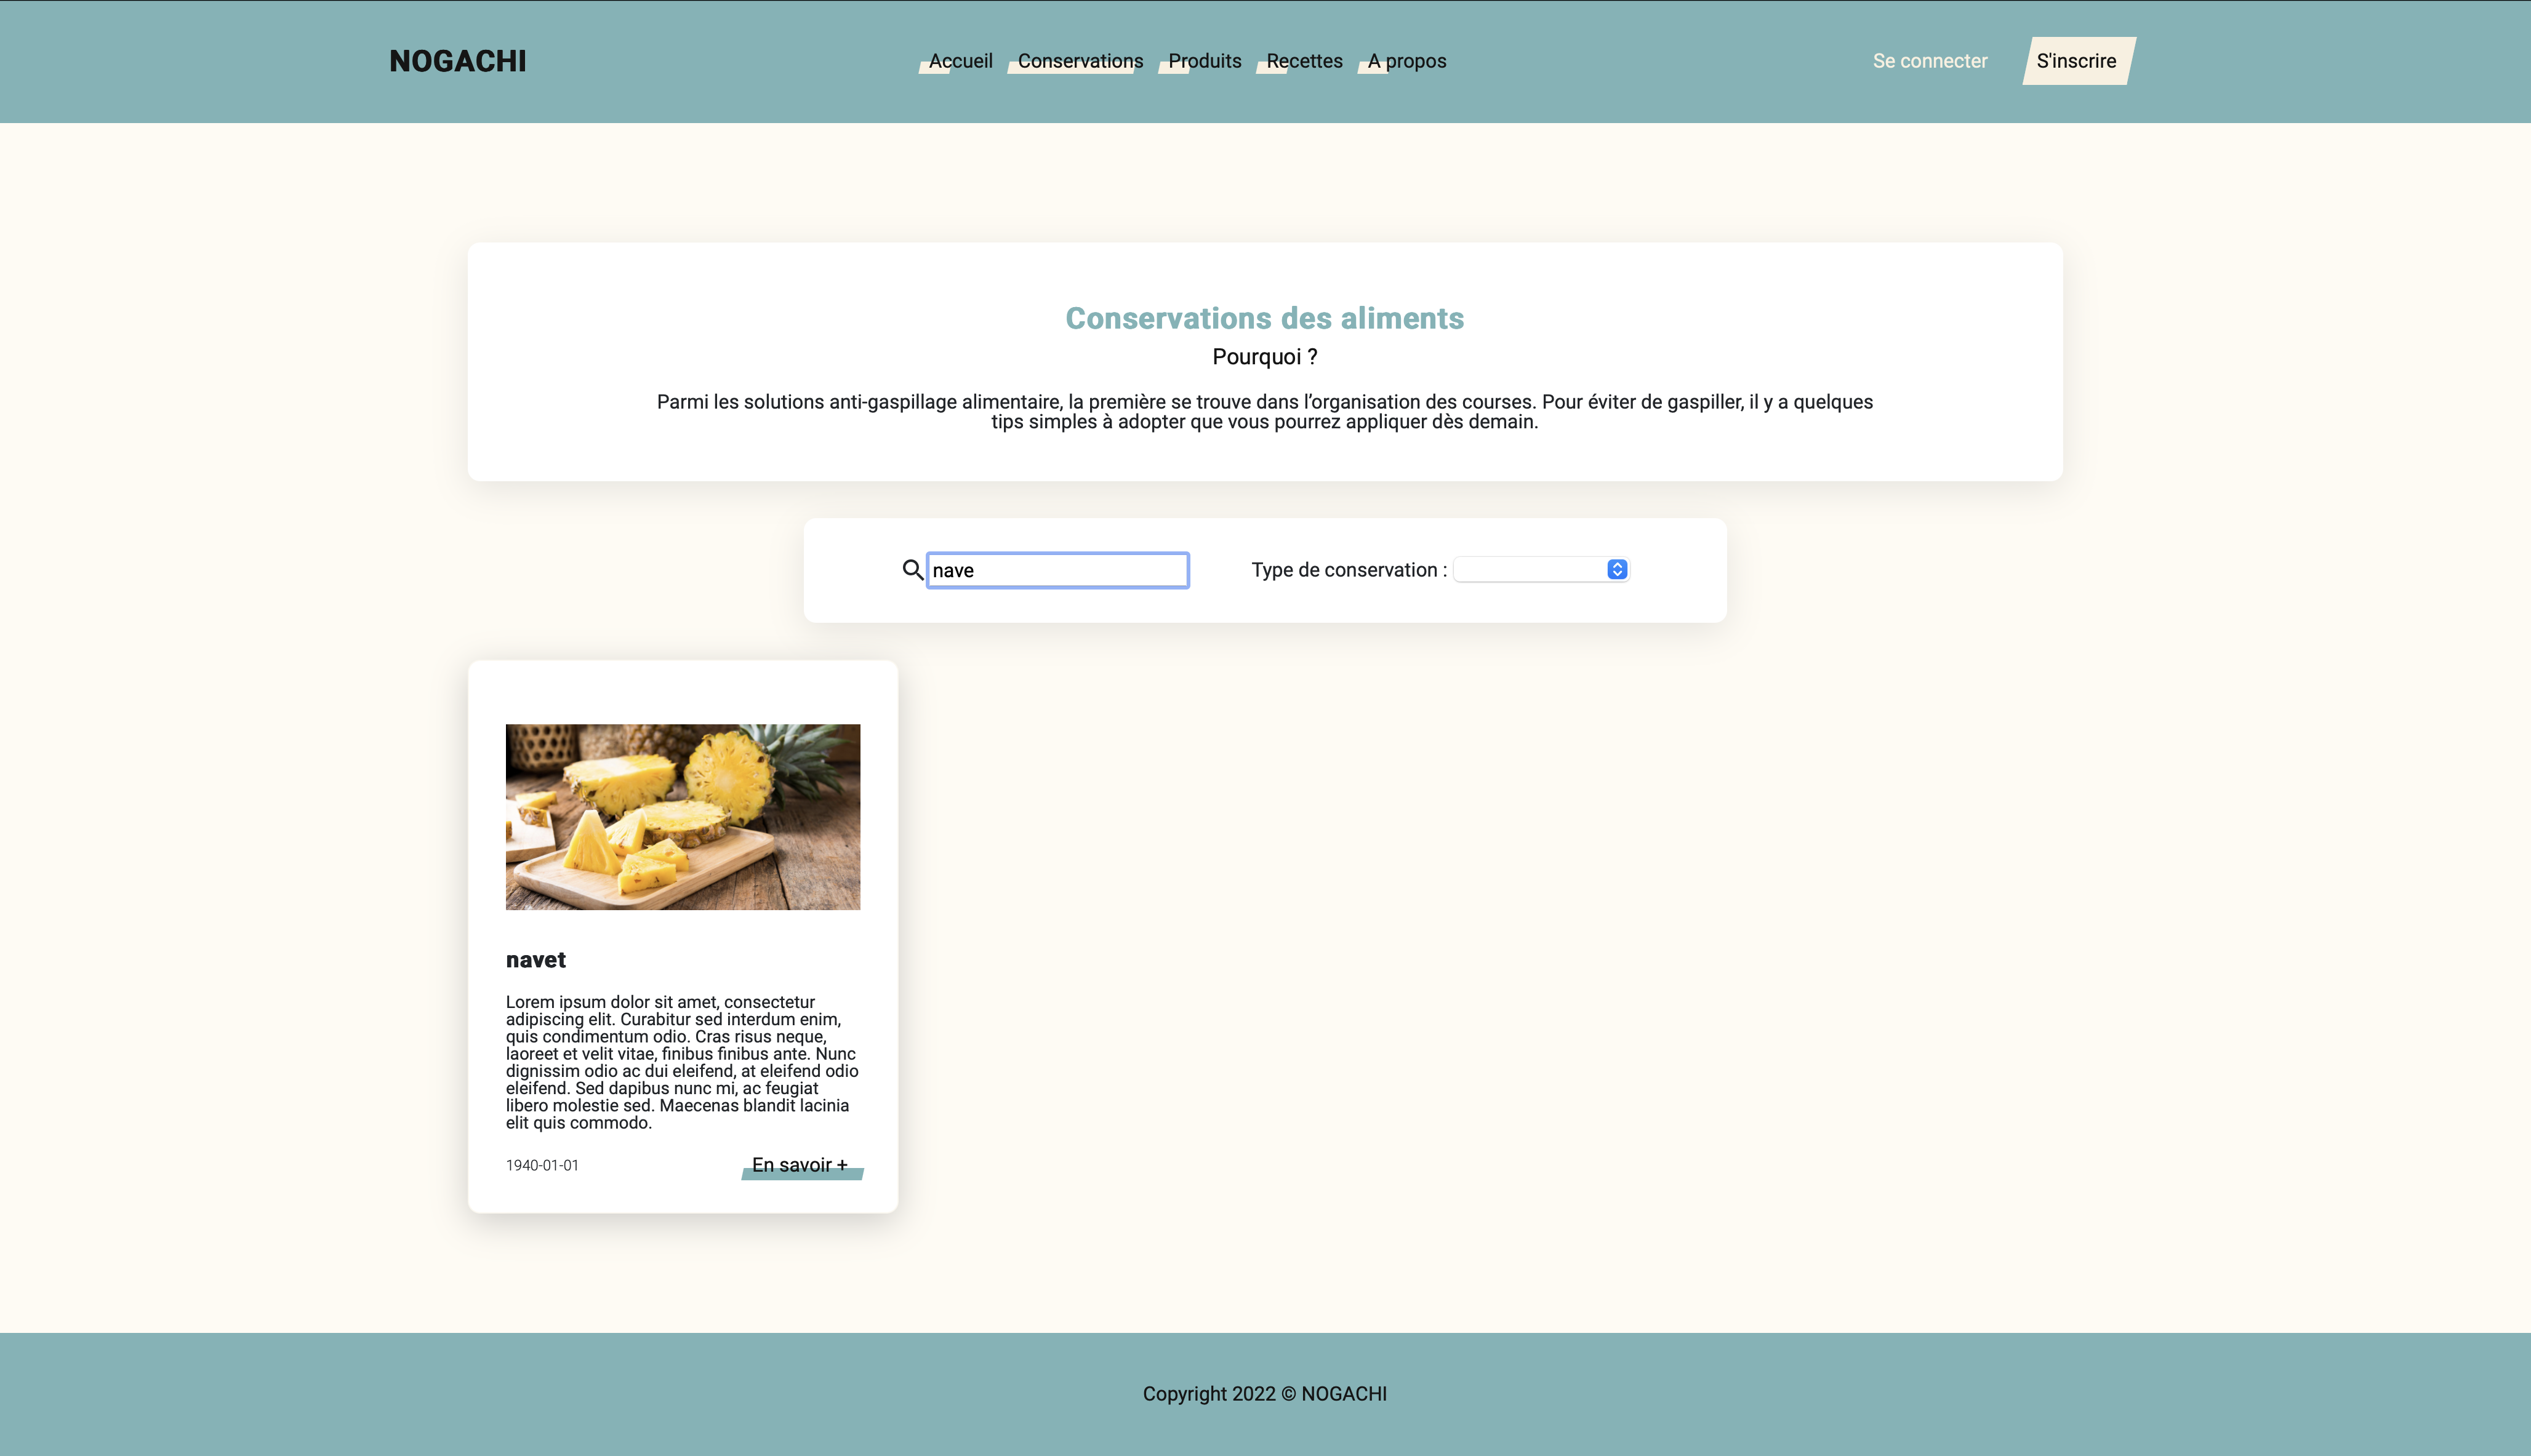 NOGACHI
Accueil Conservations Produits Recettes A propos
Se connecter S'inscrire
Conservations des aliments
Pourquoi ?
Parmi les solutions anti-gaspillage alimentaire, la première se trouve dans l’organisation des courses. Pour éviter de gaspiller, il y a quelques
tips simples à adopter que vous pourrez appliquer dès demain.
nave
Type de conservation :
navet
Lorem ipsum dolor sit amet, consectetur
adipiscing elit. Curabitur sed interdum enim,
quis condimentum odio. Cras risus neque,
laoreet et velit vitae, finibus finibus ante. Nunc
dignissim odio ac dui eleifend, at eleifend odio
eleifend. Sed dapibus nunc mi, ac feugiat
libero molestie sed. Maecenas blandit lacinia
elit quis commodo.
1940-01-01
En savoir +
Copyright 2022 © NOGACHI